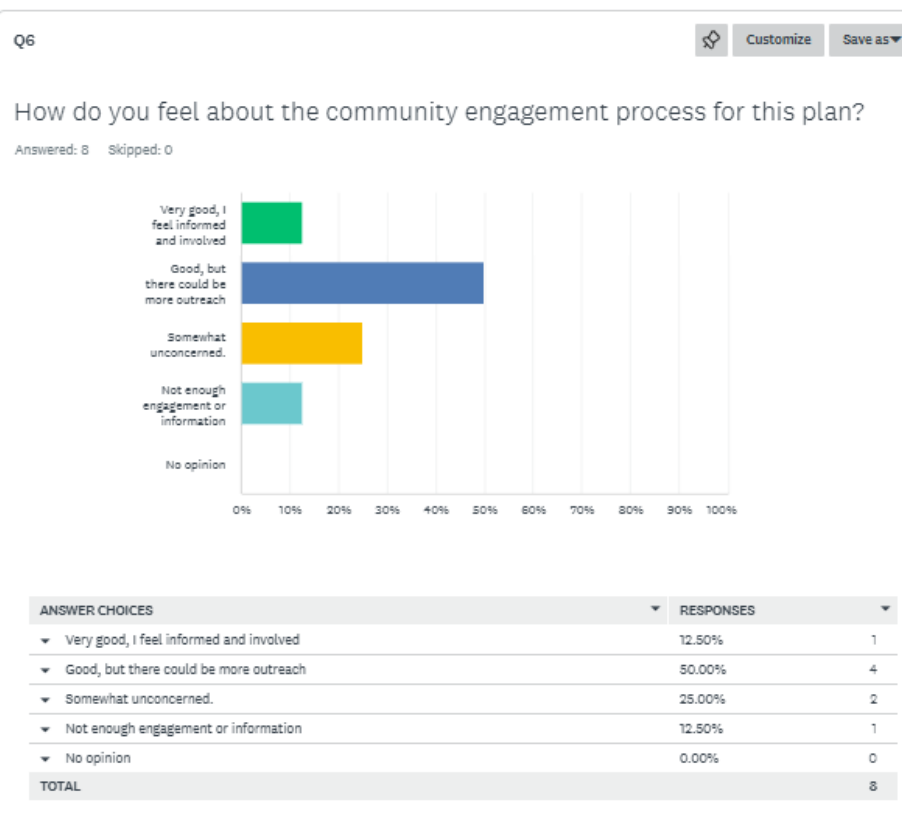 Q6
Customize
Save as
How do you feel about the community engagement process for this plan?
Answered: 8 Skipped: 0
Very good, I
feel informed
and involved
Good, but
there could be
more outreach
Somewhat
unconcerned.
Not enough
engagement or
information
No opinion
0% 10% 20% 30% 40% 50% 60% 70% 80% 90% 100%
ANSWER CHOICES RESPONSES
Very good, I feel informed and involved 12.50% 1
Good, but there could be more outreach 50.00% 4
Somewhat unconcerned. 25.00% 2
Not enough engagement or information 12.50% 1
No opinion 0.00% 0
TOTAL 8